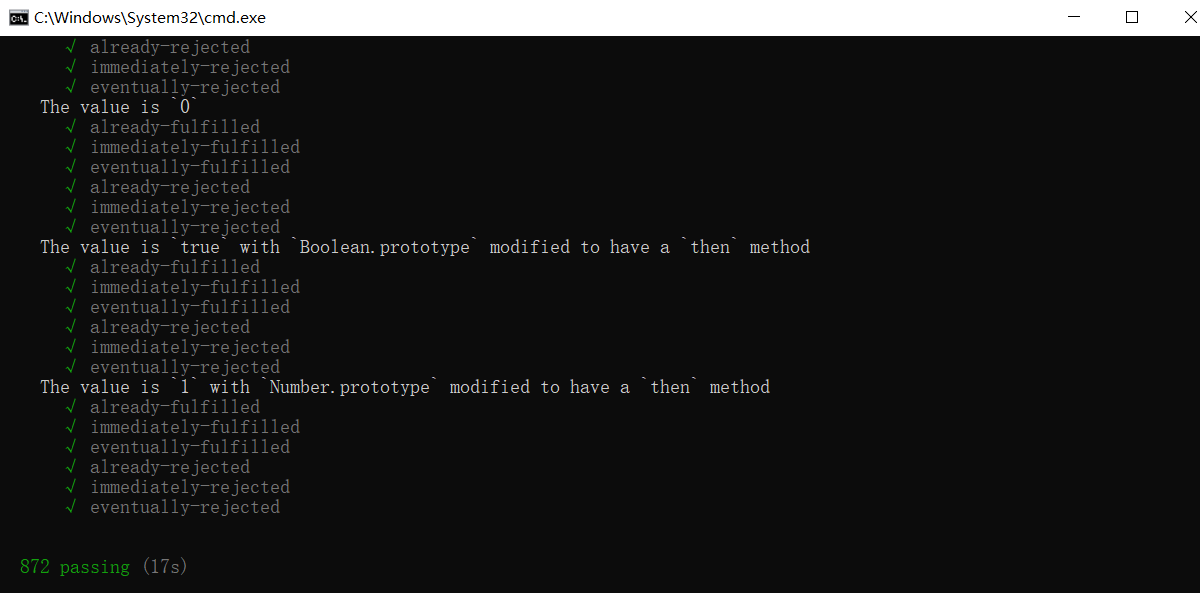 C:\Windows\System32\cmd.exe
√ already-rejected
√ immediately-rejected
√ eventually-rejected
The value is `0`
√ already-fulfilled
√ immediately-fulfilled
√ eventually-fulfilled
√ already-rejected
√ immediately-rejected
√ eventually-rejected
The value is `true` with `Boolean.prototype` modified to have a `then` method
√ already-fulfilled
√ immediately-fulfilled
√ eventually-fulfilled
√ already-rejected
√ immediately-rejected
√ eventually-rejected
The value is `1` with `Number.prototype` modified to have a `then` method
√ already-fulfilled
√ immediately-fulfilled
√ eventually-fulfilled
√ already-rejected
√ immediately-rejected
√ eventually-rejected
872 passing (17s)